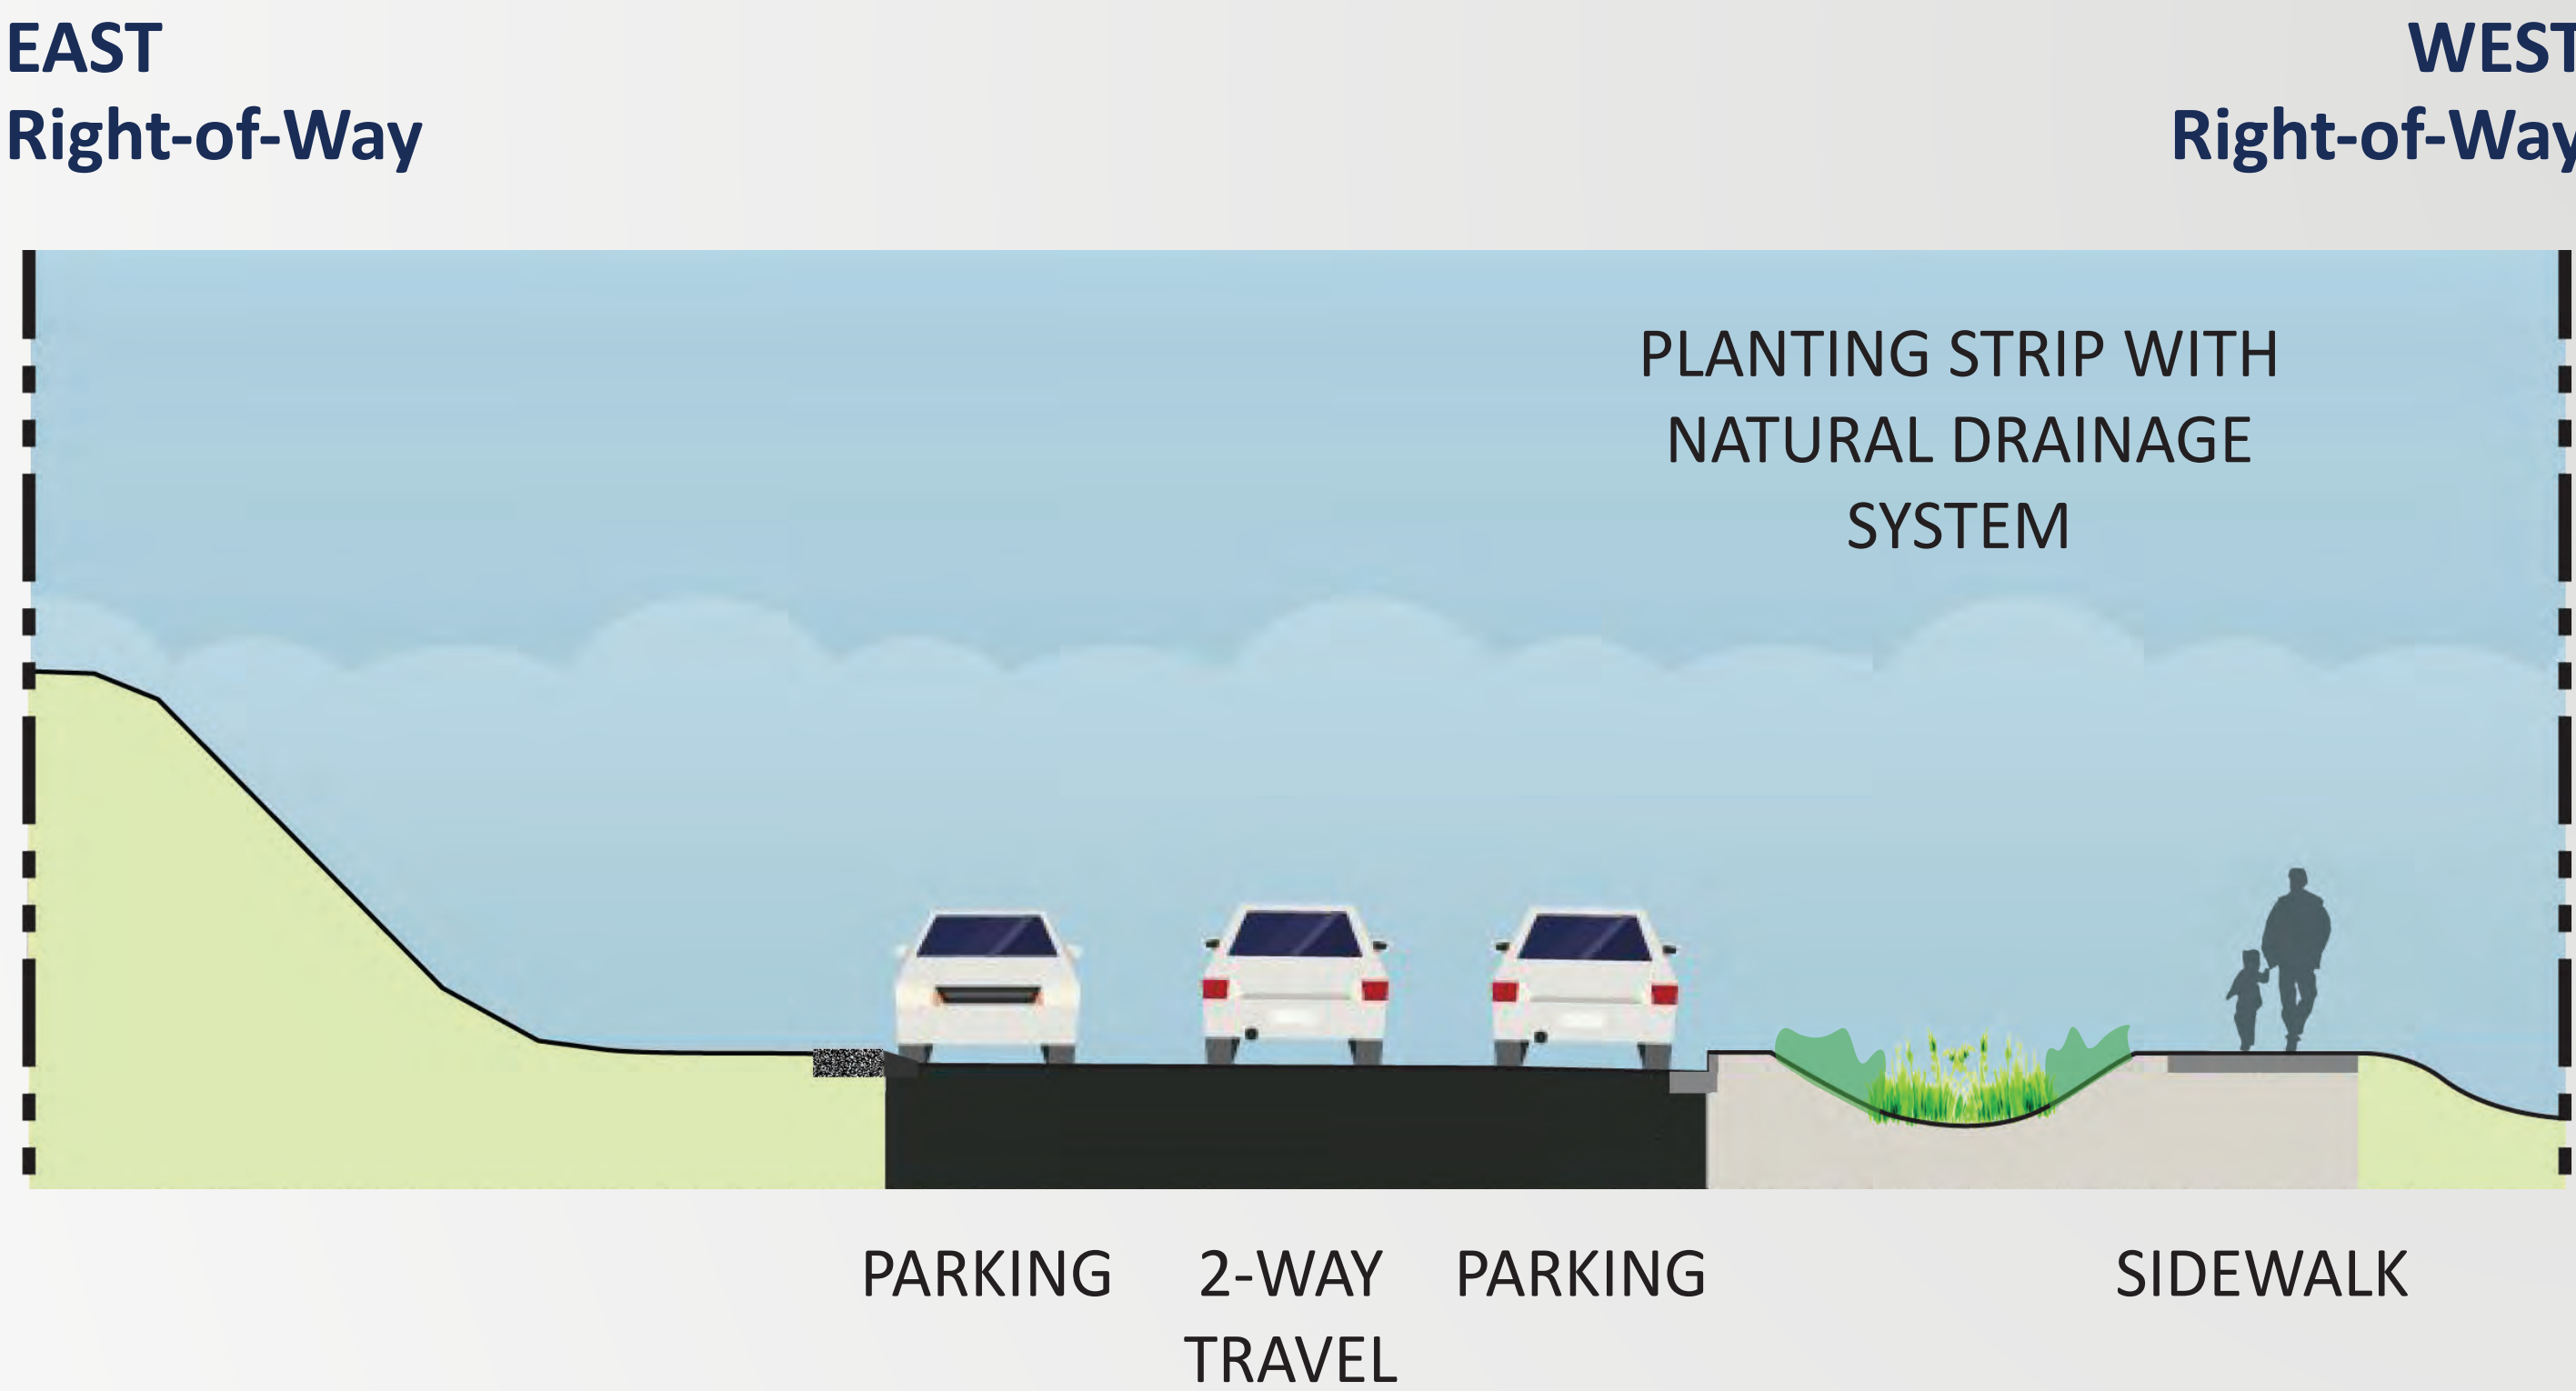 EAST
Right-of-Way
WEST
Right-of-Way
PLANTING STRIP WITH
NATURAL DRAINAGE
SYSTEM
PARKING
2-WAY
TRAVEL
PARKING
SIDEWALK